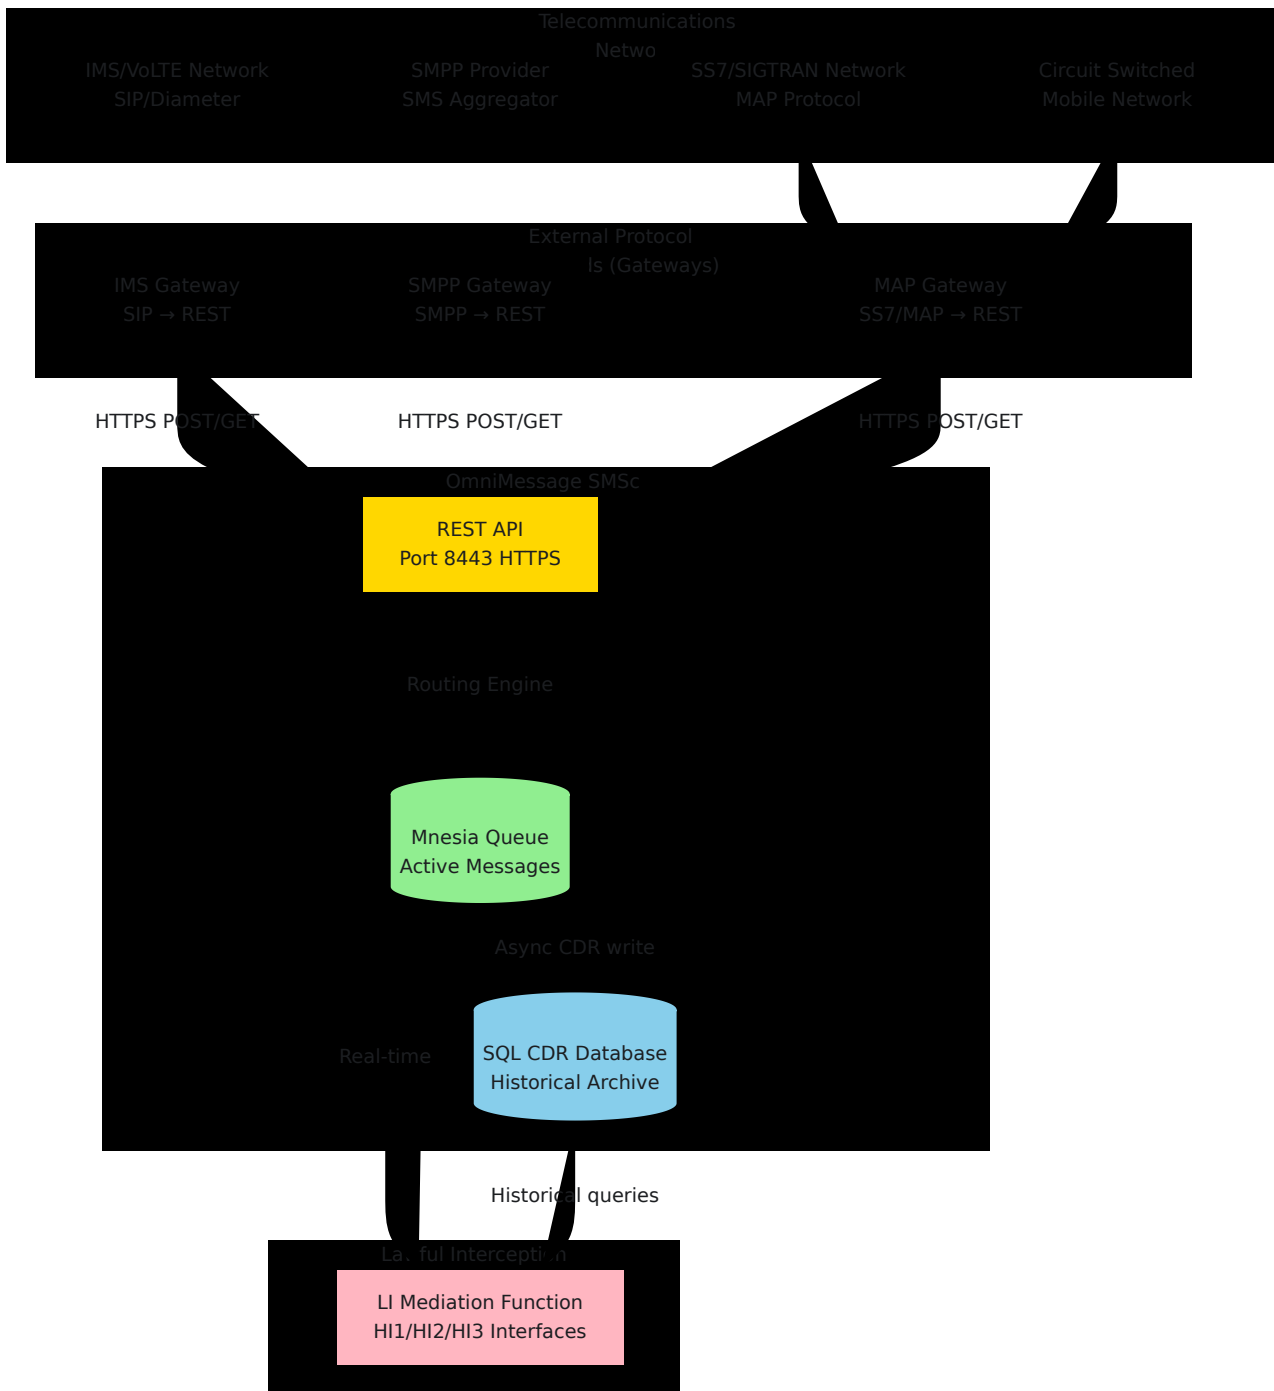 Telecommunications
Netwo
IMS/VoLTE Network
SIP/Diameter
SMPP Provider
SMS Aggregator
SS7/SIGTRAN Network
MAP Protocol
Circuit Switched
Mobile Network
External Protocol
ls (Gateways)
IMS Gateway
SIP → REST
SMPP Gateway
SMPP → REST
MAP Gateway
SS7/MAP → REST
HTTPS POST/GET
HTTPS POST/GET
HTTPS POST/GET
OmniMessage SMSc
REST API
Port 8443 HTTPS
Routing Engine
Mnesia Queue
Active Messages
Async CDR write
Real-time
SQL CDR Database
Historical Archive
Historical queries
Lawful Interception
LI Mediation Function
HI1/HI2/HI3 Interfaces